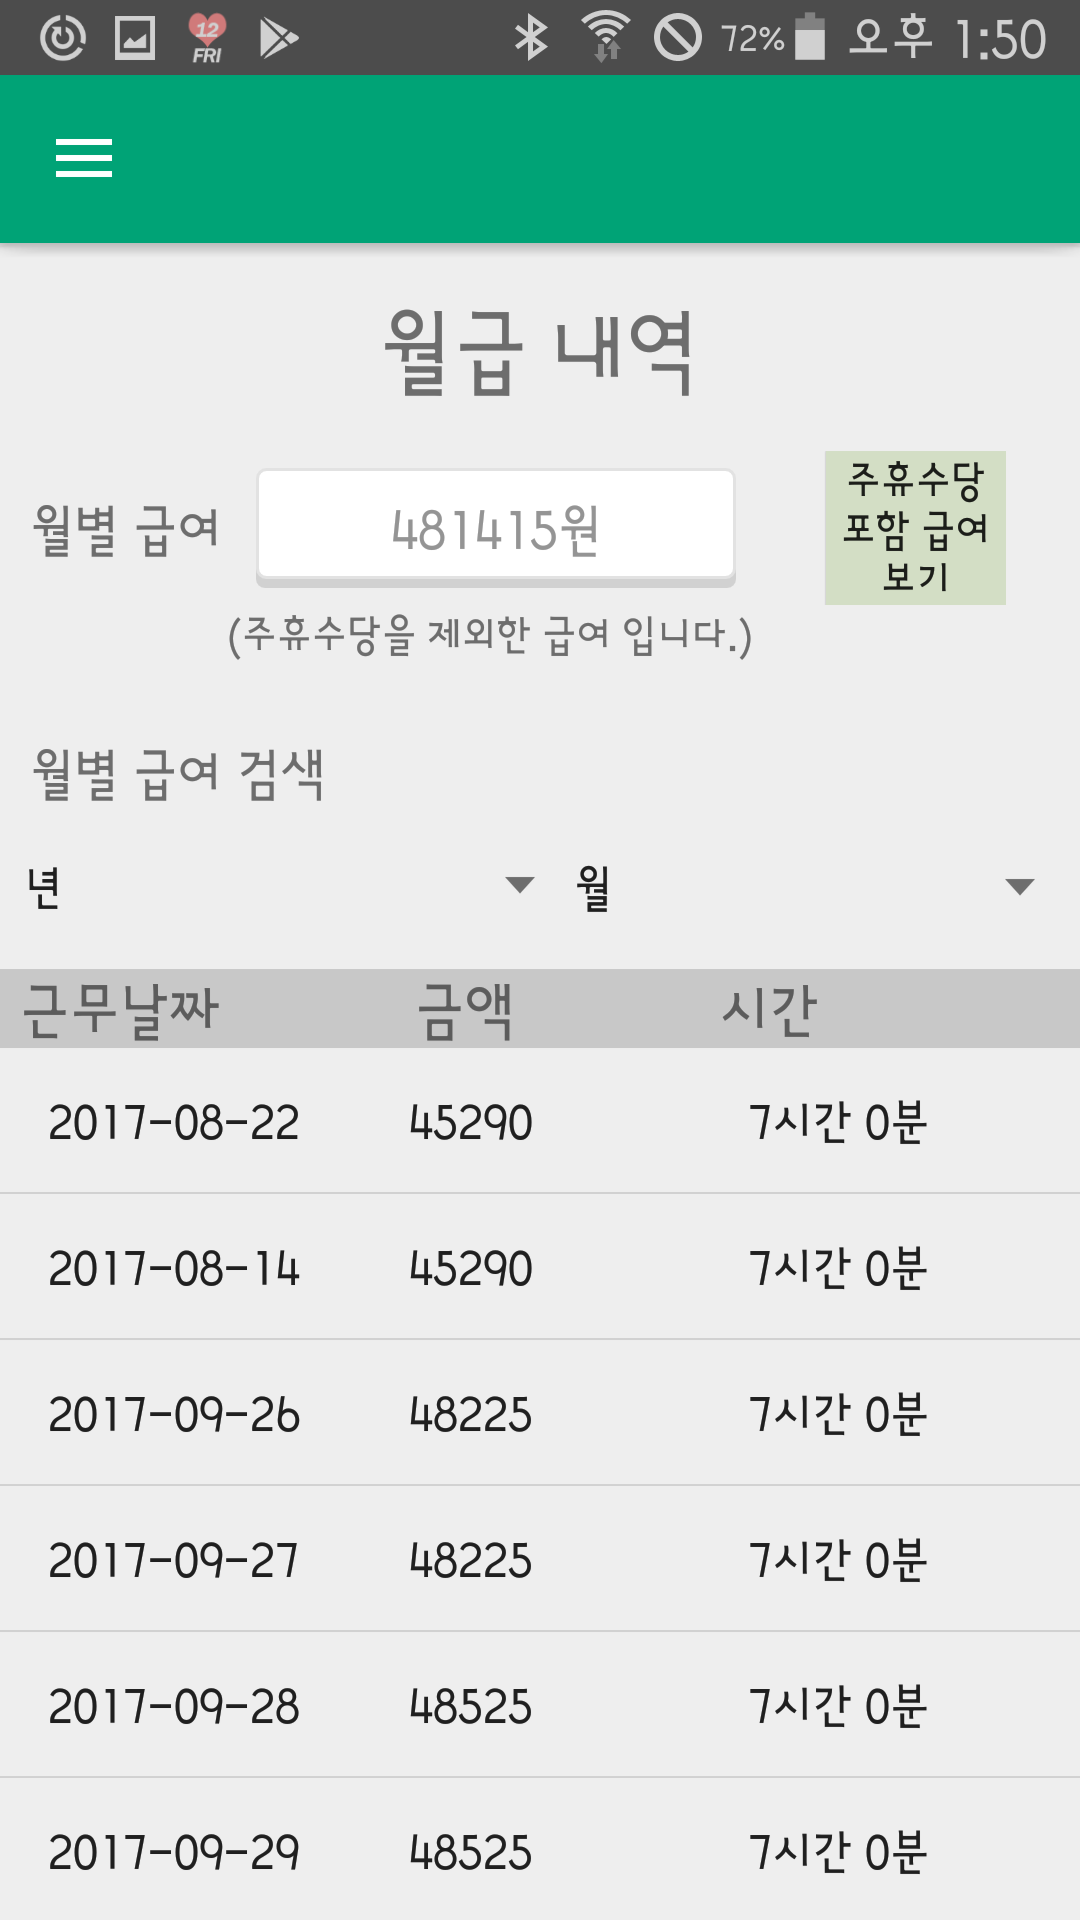 12
FRI
72% 오후 1:50
월급 내역
월별 급여 481415원
주휴수당
포함 급여
보기
(주휴수당을 제외한 급여 입니다.)
월별 급여 검색
년 월
근무날짜 금액 시간
2017-08-22 45290 7시간 0분
2017-08-14 45290 7시간 0분
2017-09-26 48225 7시간 0분
2017-09-27 48225 7시간 0분
2017-09-28 48525 7시간 0분
2017-09-29 48525 7시간 0분